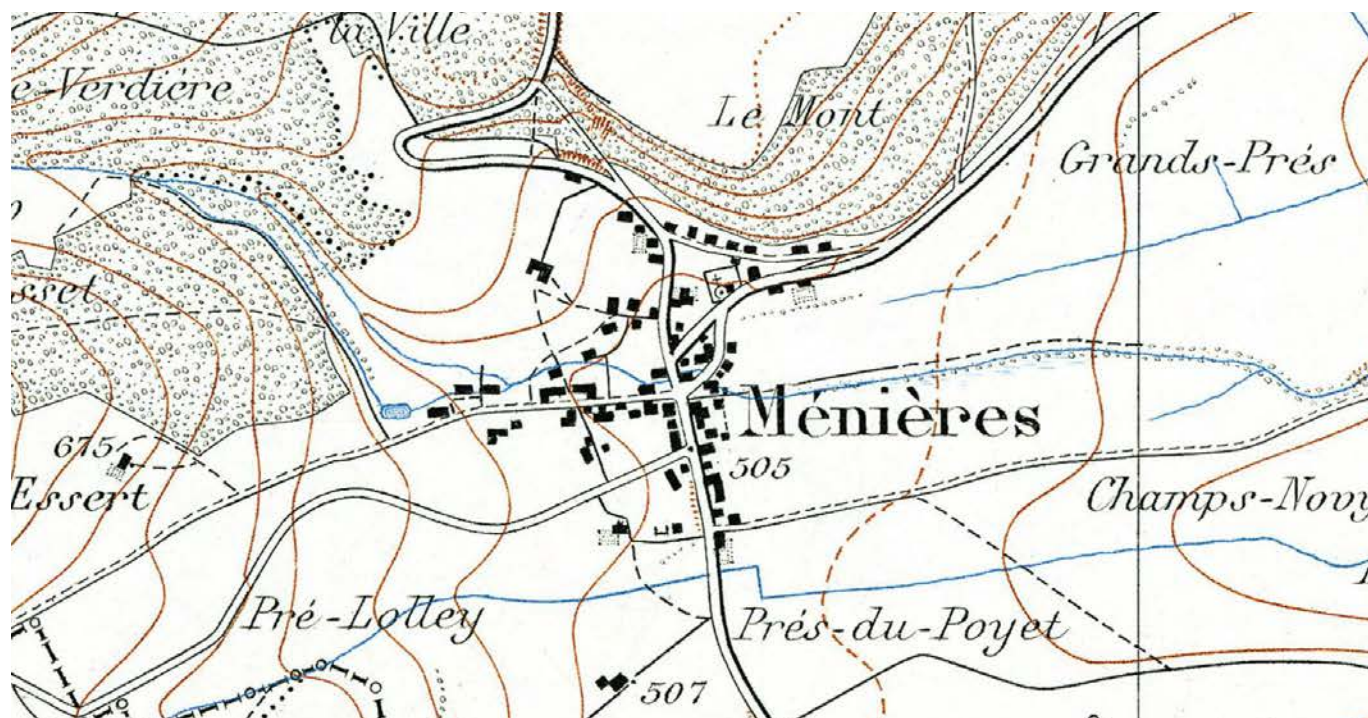 la Ville
e-Verdière
Le Mont
Grands-Prés
sset
Ménières
675
505
Essert
Champs-Novy
Pré-Lolley
Prés-du-Poyet
507